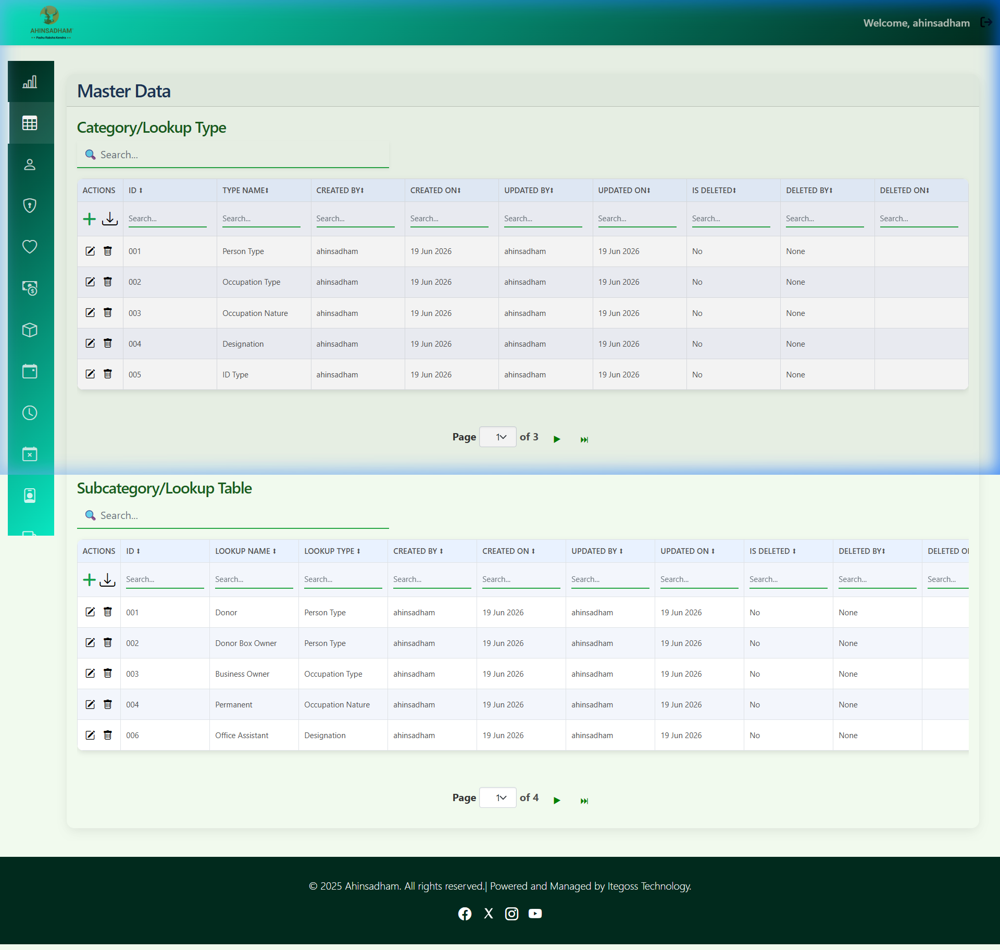 AHINSADHAM
Pashu Raksha Kendra
Welcome, ahinsadham
Master Data
Category/Lookup Type
Search...
ACTIONS ID TYPE NAME CREATED BY CREATED ON UPDATED BY UPDATED ON IS DELETED DELETED BY DELETED ON
Search... Search... Search... Search... Search... Search... Search... Search... Search...
001 Person Type ahinsadham 19 Jun 2026 ahinsadham 19 Jun 2026 No None
002 Occupation Type ahinsadham 19 Jun 2026 ahinsadham 19 Jun 2026 No None
003 Occupation Nature ahinsadham 19 Jun 2026 ahinsadham 19 Jun 2026 No None
004 Designation ahinsadham 19 Jun 2026 ahinsadham 19 Jun 2026 No None
005 ID Type ahinsadham 19 Jun 2026 ahinsadham 19 Jun 2026 No None
Page 1 of 3
Subcategory/Lookup Table
Search...
ACTIONS ID LOOKUP NAME LOOKUP TYPE CREATED BY CREATED ON UPDATED BY UPDATED ON IS DELETED DELETED BY DELETED
Search... Search... Search... Search... Search... Search... Search... Search... Search... Search...
001 Donor Person Type ahinsadham 19 Jun 2026 ahinsadham 19 Jun 2026 No None
002 Donor Box Owner Person Type ahinsadham 19 Jun 2026 ahinsadham 19 Jun 2026 No None
003 Business Owner Occupation Type ahinsadham 19 Jun 2026 ahinsadham 19 Jun 2026 No None
004 Permanent Occupation Nature ahinsadham 19 Jun 2026 ahinsadham 19 Jun 2026 No None
006 Office Assistant Designation ahinsadham 19 Jun 2026 ahinsadham 19 Jun 2026 No None
Page 1 of 4
© 2025 Ahinsadham. All rights reserved.| Powered and Managed by Itegoss Technology.